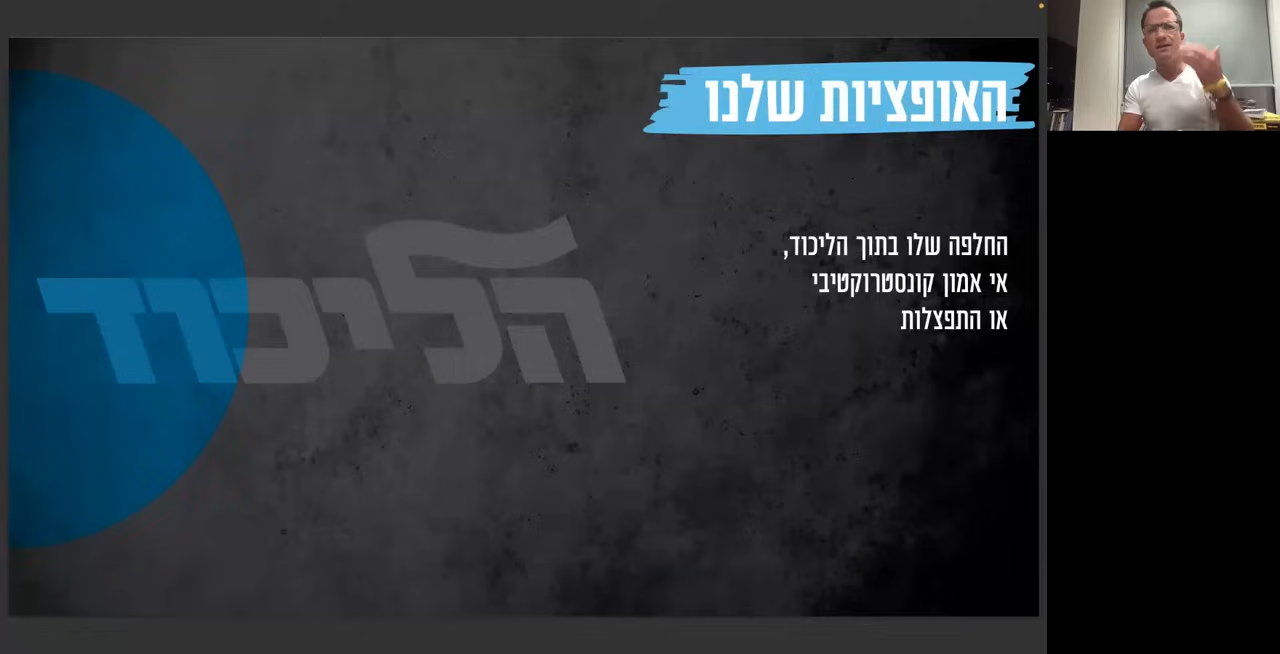 האופציות שלנו
החלפה שלו בתוך הליכוד,
אי אמון קונסטרוקטיבי
או התפצלות
הליכוד